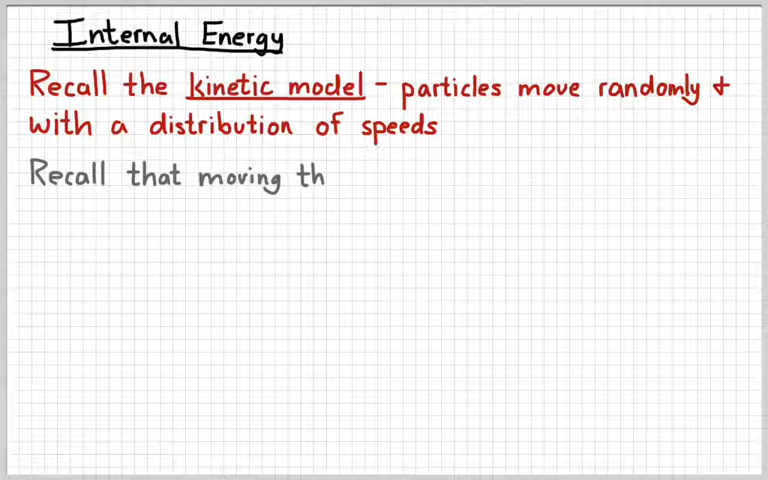 Internal Energy
Recall the kinetic model - particles move randomly +
with a distribution of speeds
Recall that moving th